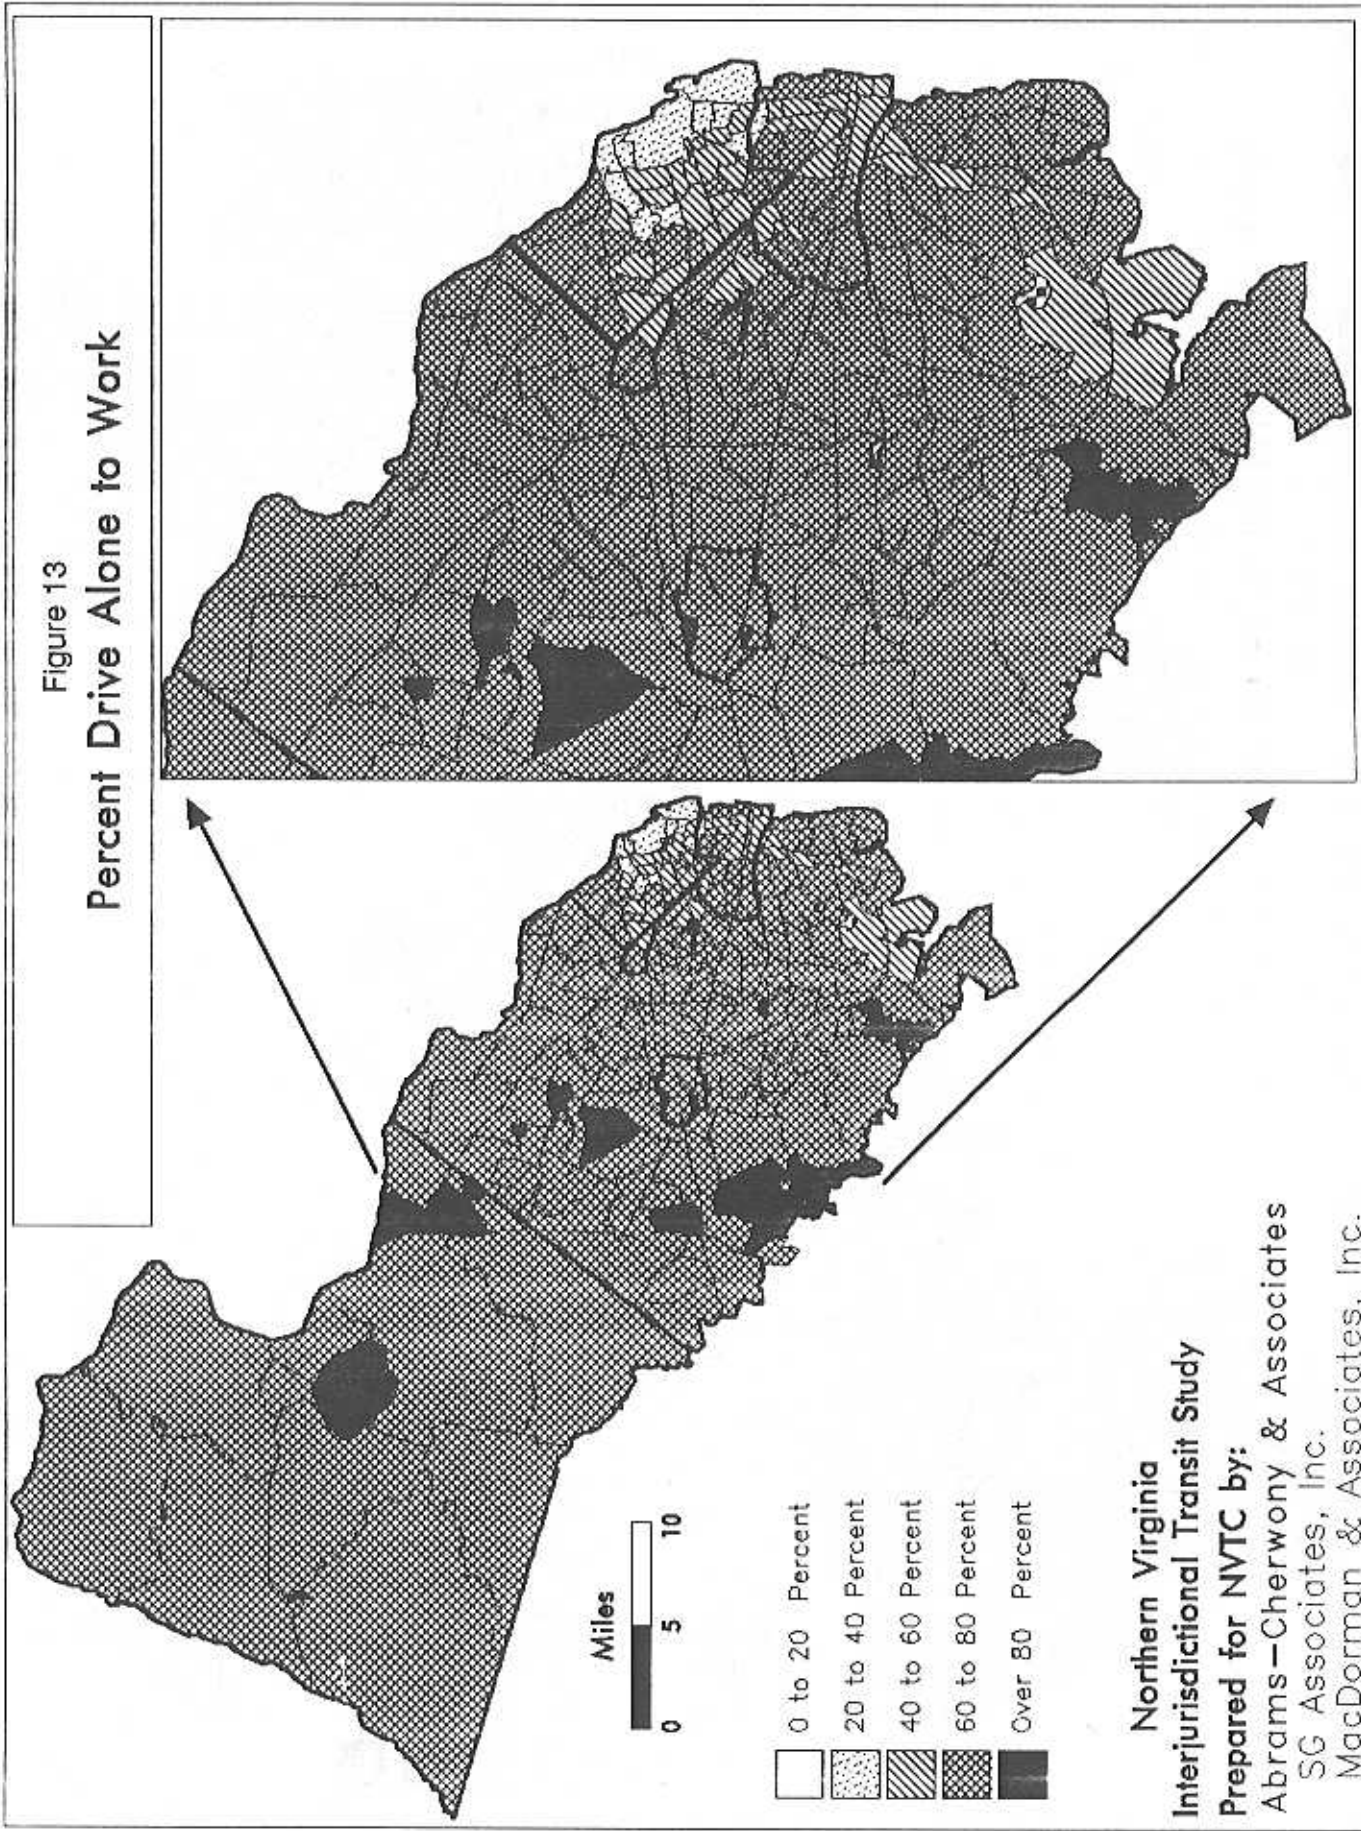 Figure 13
Percent Drive Alone to Work
Miles
0 5 10
0 to 20 Percent
20 to 40 Percent
40 to 60 Percent
60 to 80 Percent
Over 80 Percent
Northern Virginia
Interjurisdictional Transit Study
Prepared for NVTC by:
Abrams-Cherwony & Associates
SG Associates, Inc.
MacDorman & Associates, Inc.